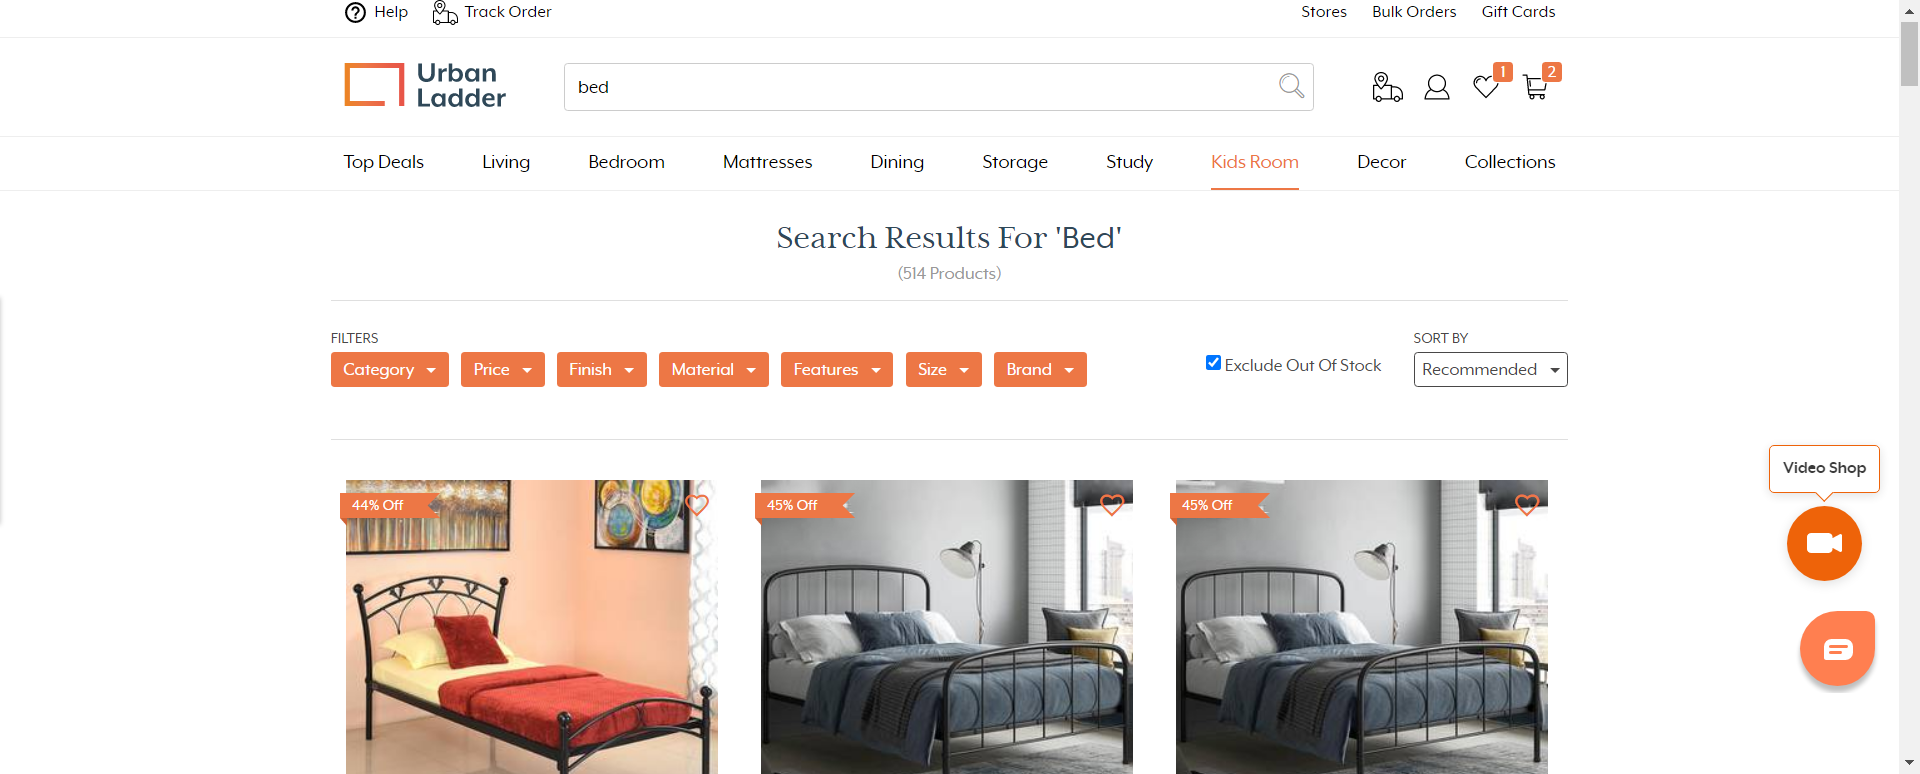 Help Track Order Stores Bulk Orders Gift Cards
Urban
Ladder
bed
1
2
Top Deals Living Bedroom Mattresses Dining Storage Study Kids Room Decor Collections
Search Results For 'Bed'
(514 Products)
FILTERS
SORT BY
Category Price Finish Material Features Size Brand
Exclude Out Of Stock
Recommended
Video Shop
44% Off
45% Off
45% Off